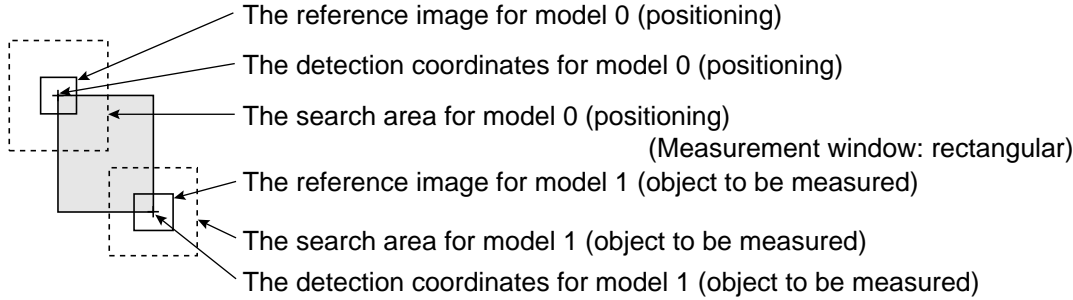 The reference image for model 0 (positioning)
The detection coordinates for model 0 (positioning)
The search area for model 0 (positioning)
(Measurement window: rectangular)
The reference image for model 1 (object to be measured)
The search area for model 1 (object to be measured)
The detection coordinates for model 1 (object to be measured)